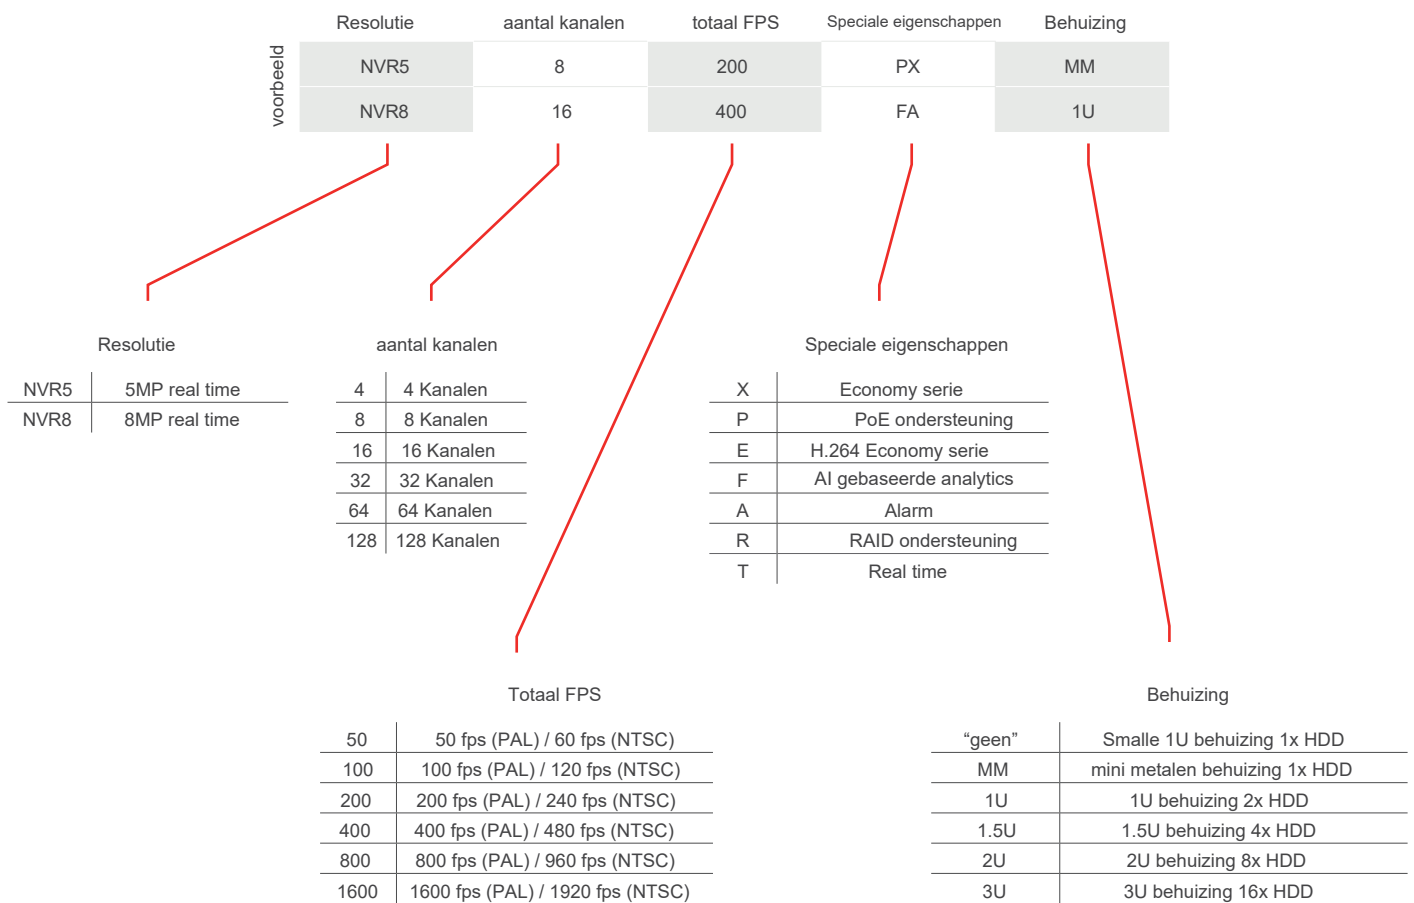 Resolutie aantal kanalen totaal FPS Speciale eigenschappen Behuizing
voorbeeld
NVR5 8 200 PX MM
NVR8 16 400 FA 1U
Resolutie
NVR5 5MP real time
NVR8 8MP real time
aantal kanalen
4 4 Kanalen
8 8 Kanalen
16 16 Kanalen
32 32 Kanalen
64 64 Kanalen
128 128 Kanalen
Speciale eigenschappen
X Economy serie
P PoE ondersteuning
E H.264 Economy serie
F AI gebaseerde analytics
A Alarm
R RAID ondersteuning
T Real time
Totaal FPS
50 50 fps (PAL) / 60 fps (NTSC)
100 100 fps (PAL) / 120 fps (NTSC)
200 200 fps (PAL) / 240 fps (NTSC)
400 400 fps (PAL) / 480 fps (NTSC)
800 800 fps (PAL) / 960 fps (NTSC)
1600 1600 fps (PAL) / 1920 fps (NTSC)
Behuizing
“geen” Smalle 1U behuizing 1x HDD
MM mini metalen behuizing 1x HDD
1U 1U behuizing 2x HDD
1.5U 1.5U behuizing 4x HDD
2U 2U behuizing 8x HDD
3U 3U behuizing 16x HDD